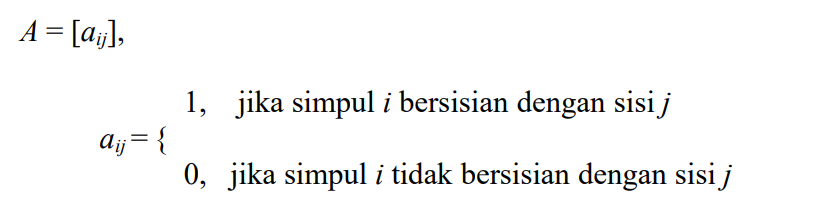 A = [aij],
1, jika simpul i bersisian dengan sisi j
aij = {
0, jika simpul i tidak bersisian dengan sisi j